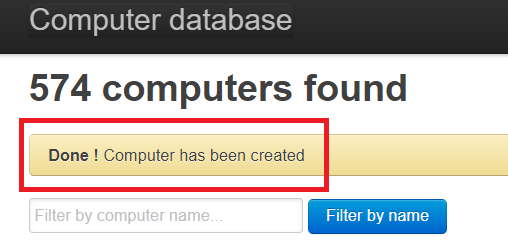 Computer database
574 computers found
Done ! Computer has been created
Filter by computer name...
Filter by name